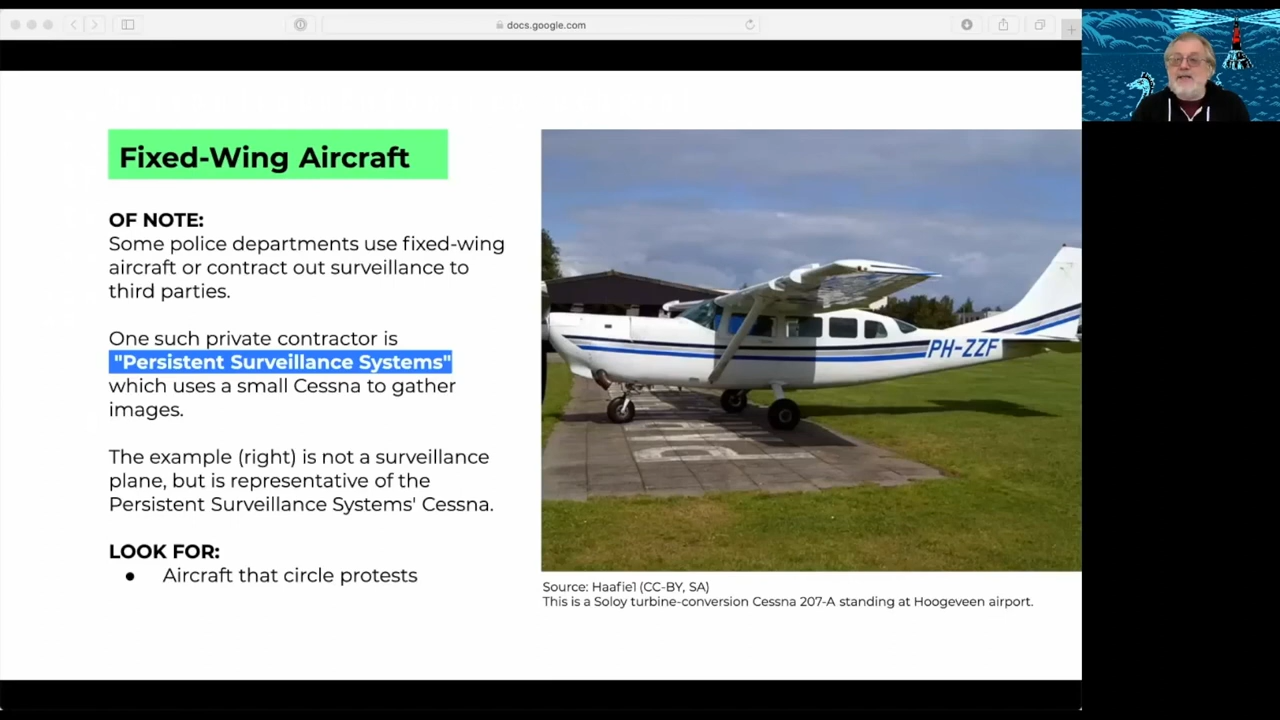 docs.google.com
Fixed-Wing Aircraft
OF NOTE:
Some police departments use fixed-wing
aircraft or contract out surveillance to
third parties.
One such private contractor is
"Persistent Surveillance Systems"
which uses a small Cessna to gather
images.
The example (right) is not a surveillance
plane, but is representative of the
Persistent Surveillance Systems' Cessna.
LOOK FOR:
● Aircraft that circle protests
PH-ZZF
Source: Haafie1 (CC-BY, SA)
This is a Soloy turbine-conversion Cessna 207-A standing at Hoogeveen airport.